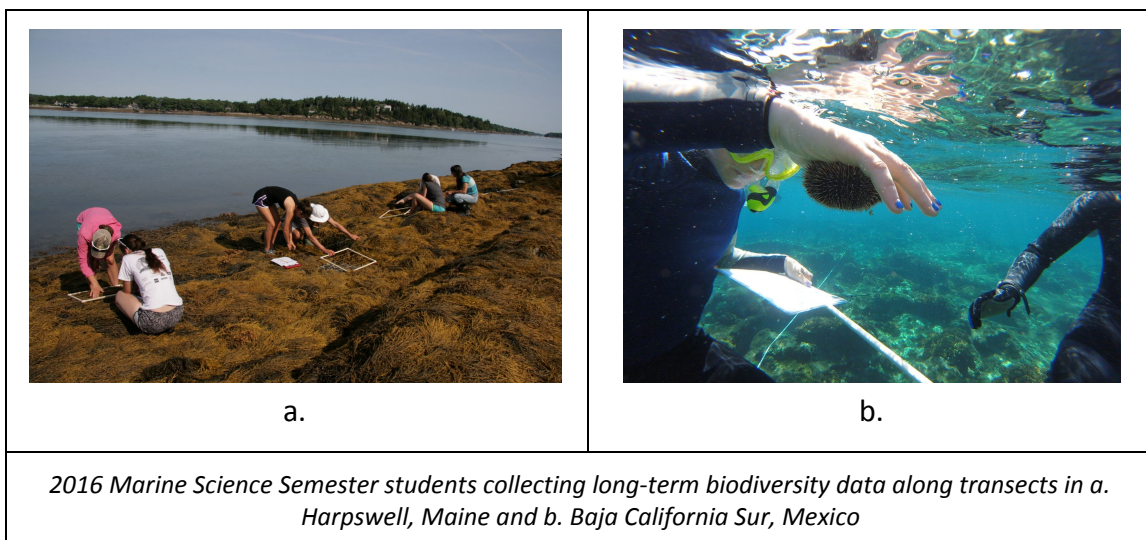 a.
b.
2016 Marine Science Semester students collecting long-term biodiversity data along transects in a.
Harpswell, Maine and b. Baja California Sur, Mexico